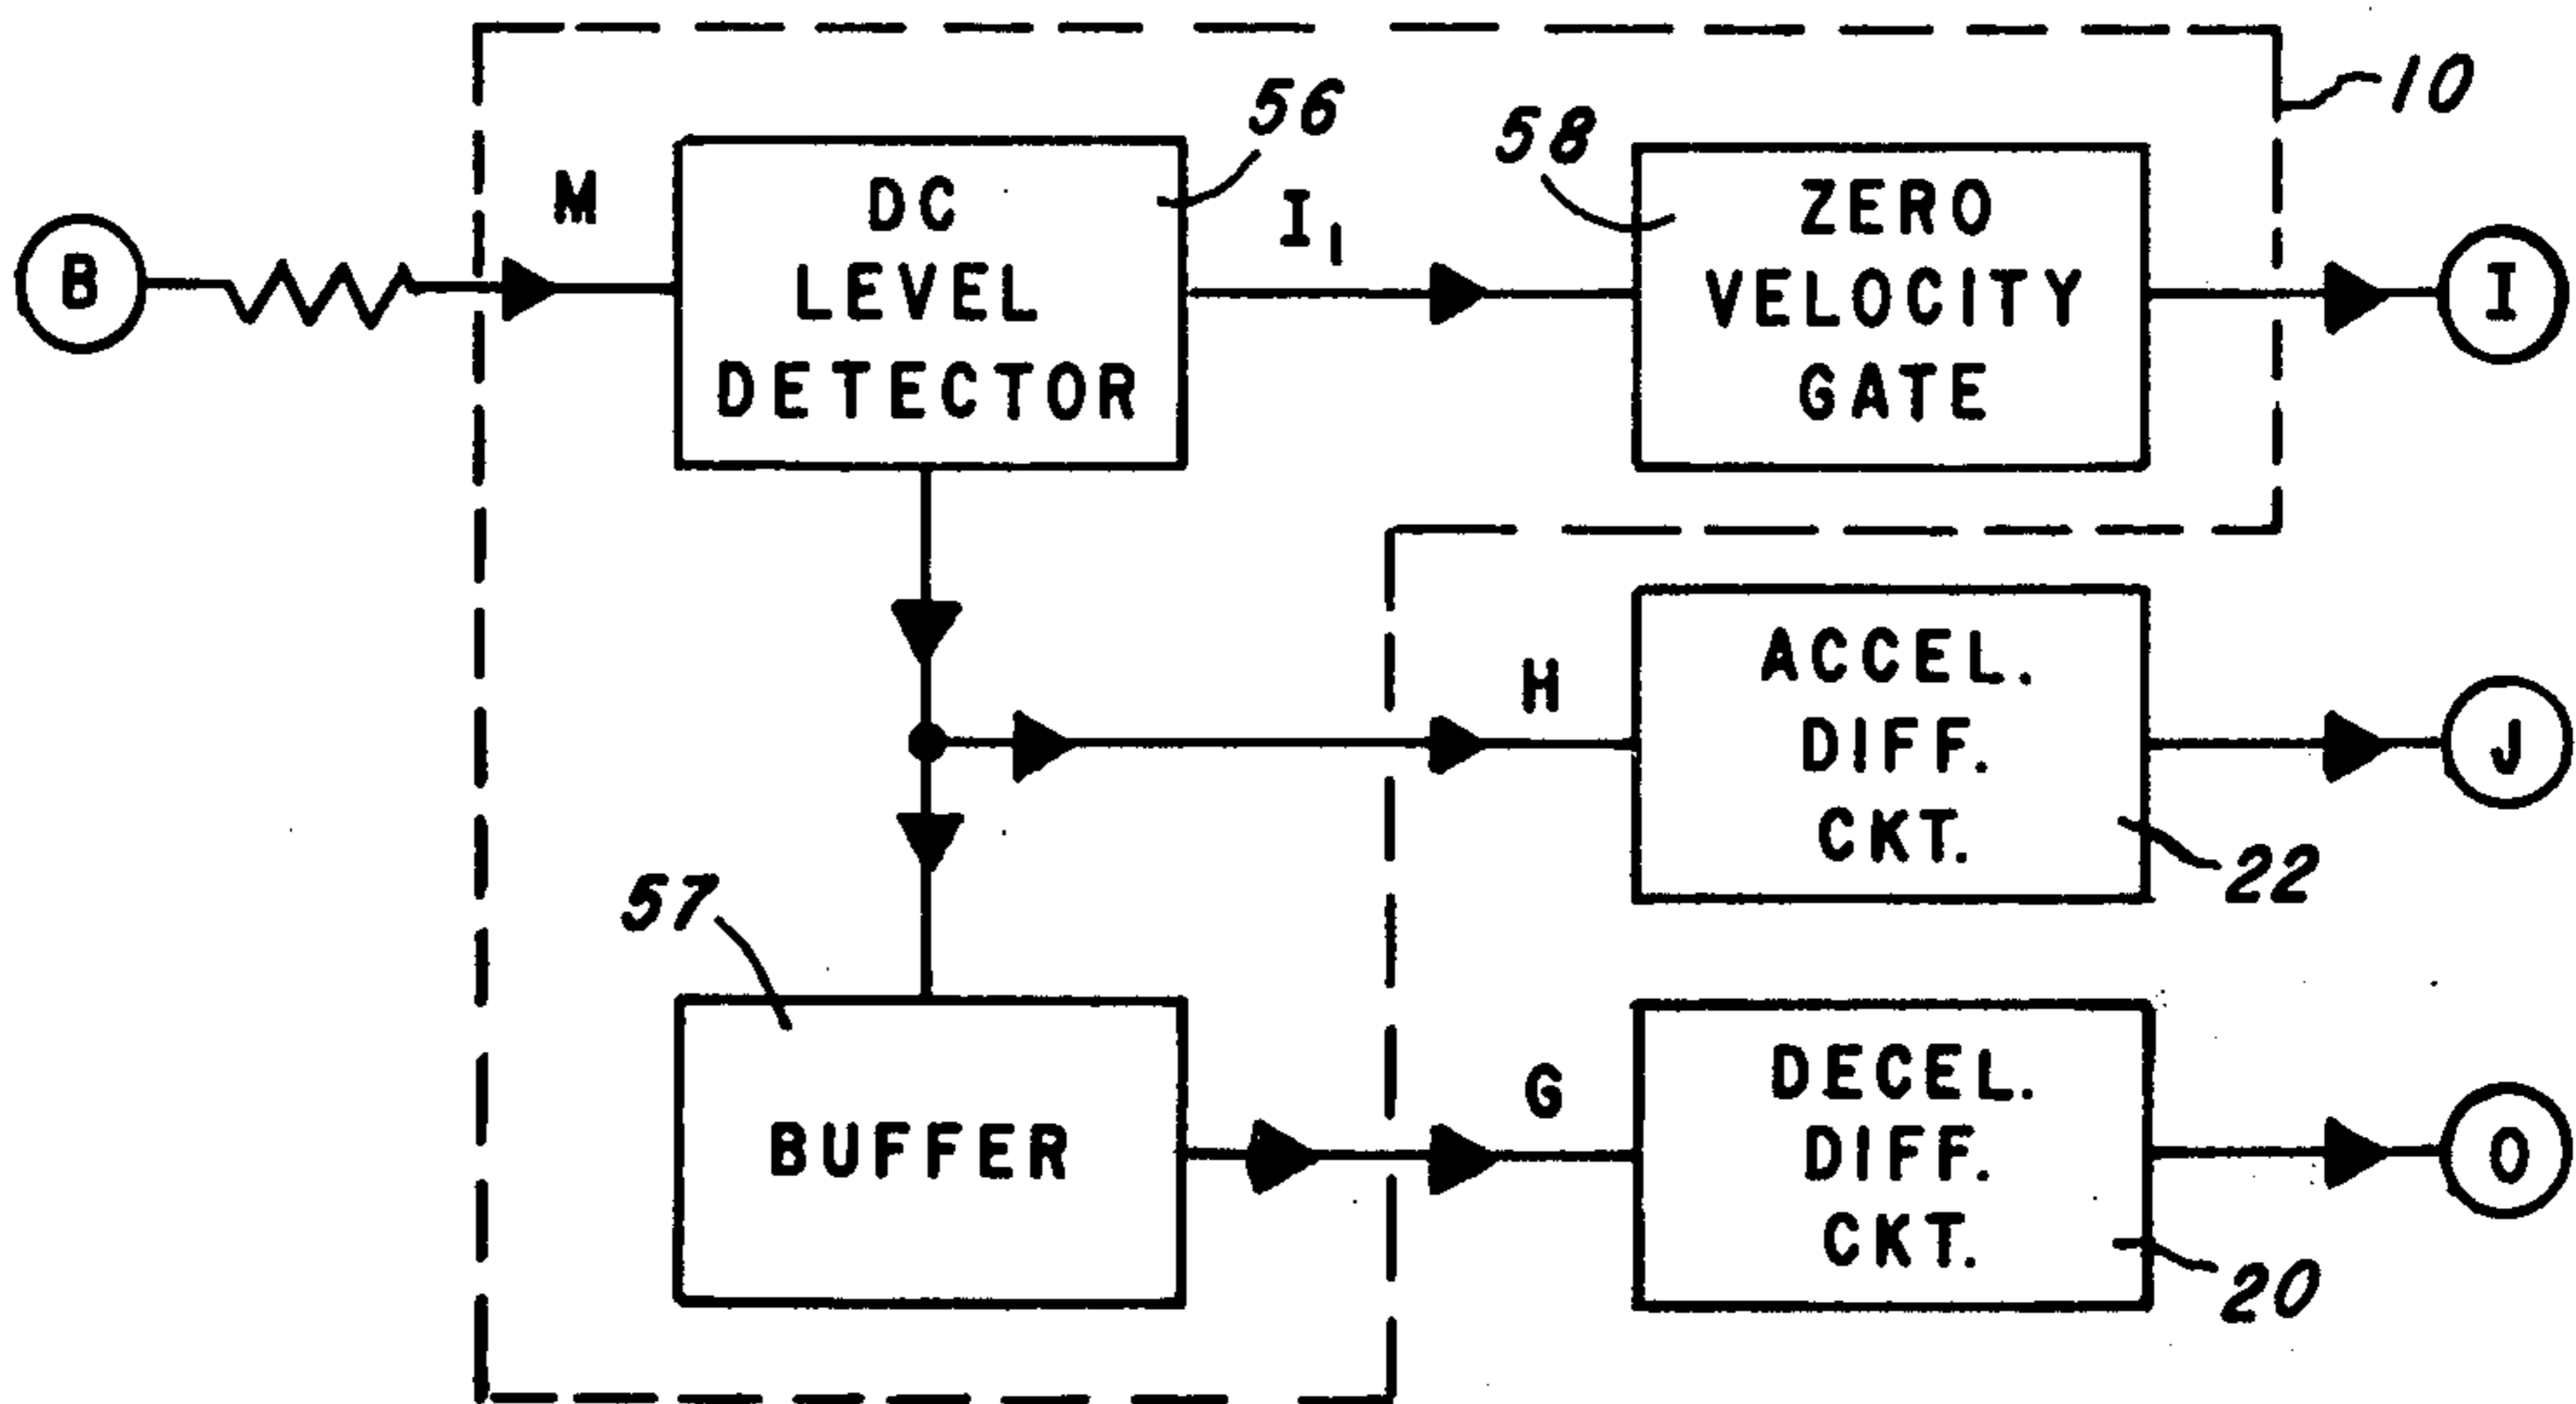 10
56
58
M
B
DC
LEVEL
DETECTOR
I₁
ZERO
VELOCITY
GATE
I
H
ACCEL.
DIFF.
CKT.
J
22
57
BUFFER
G
DECEL.
DIFF.
CKT.
O
20